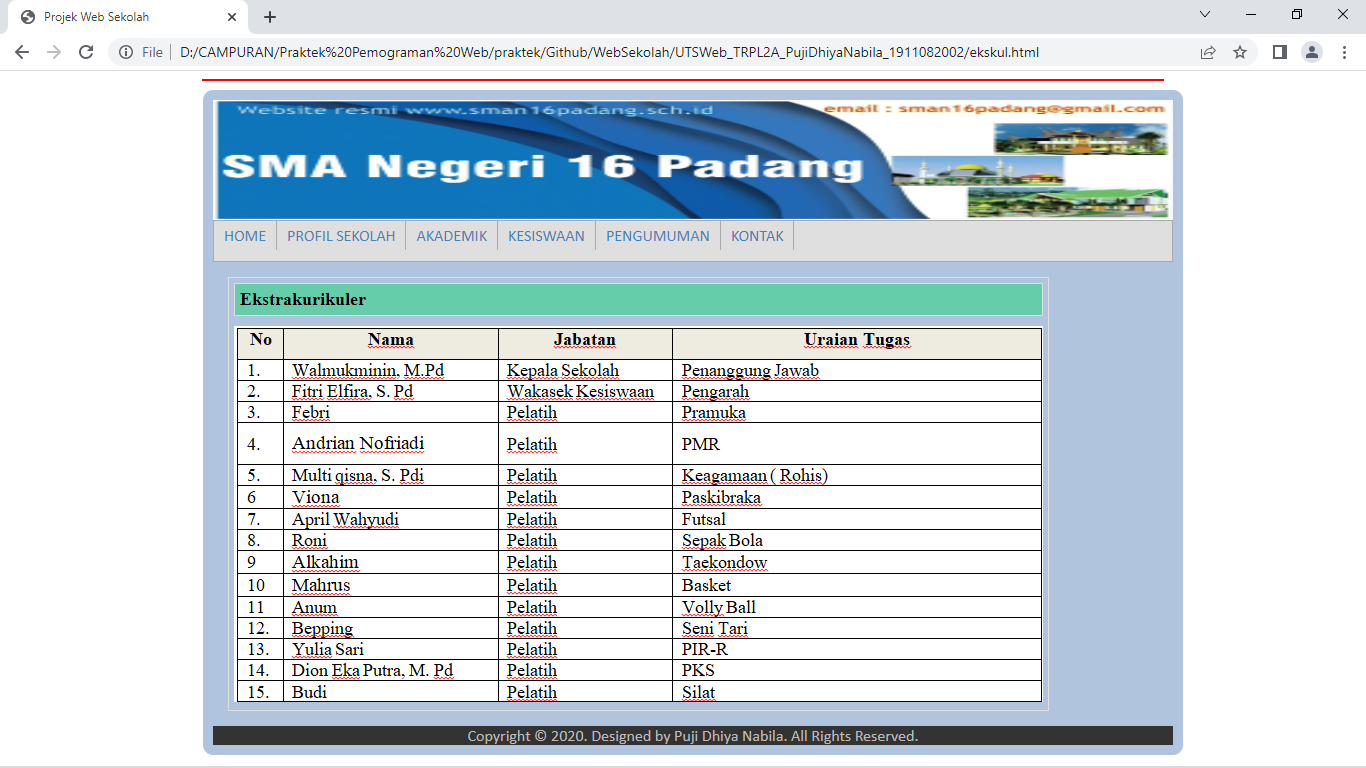 Projek Web Sekolah
File D:/CAMPURAN/Praktek%20Pemograman%20Web/praktek/Github/WebSekolah/UTSWeb_TRPL2A_PujiDhiyaNabila_1911082002/ekskul.html
Website resmi www.sman16padang.sch.id email : sman16padang@gmail.com
SMA Negeri 16 Padang
HOME PROFIL SEKOLAH AKADEMIK KESISWAAN PENGUMUMAN KONTAK
Ekstrakurikuler
No Nama Jabatan Uraian Tugas
1. Walmukminin, M.Pd Kepala Sekolah Penanggung Jawab
2. Fitri Elfira, S. Pd Wakasek Kesiswaan Pengarah
3. Febri Pelatih Pramuka
4. Andrian Nofriadi Pelatih PMR
5. Multi qisna, S. Pdi Pelatih Keagamaan ( Rohis)
6 Viona Pelatih Paskibraka
7. April Wahyudi Pelatih Futsal
8. Roni Pelatih Sepak Bola
9 Alkahim Pelatih Taekondow
10 Mahrus Pelatih Basket
11 Anum Pelatih Volly Ball
12. Bepping Pelatih Seni Tari
13. Yulia Sari Pelatih PIR-R
14. Dion Eka Putra, M. Pd Pelatih PKS
15. Budi Pelatih Silat
Copyright © 2020. Designed by Puji Dhiya Nabila. All Rights Reserved.